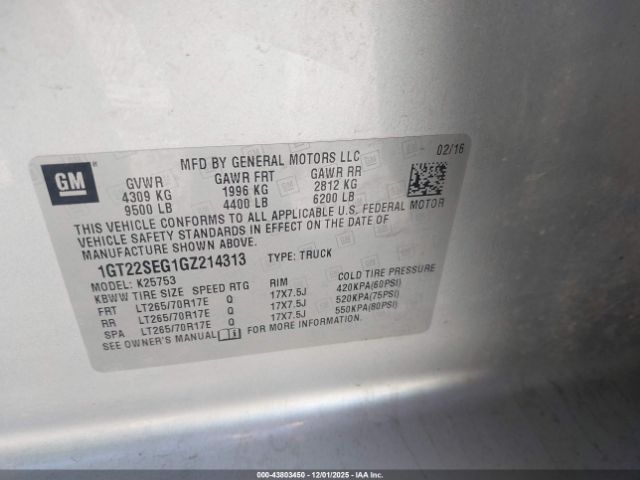 GM
MFD BY GENERAL MOTORS LLC
02/16
GVWR GAWR FRT GAWR RR
4309 KG 1996 KG 2812 KG
9500 LB 4400 LB 6200 LB
THIS VEHICLE CONFORMS TO ALL APPLICABLE U.S. FEDERAL MOTOR
VEHICLE SAFETY STANDARDS IN EFFECT ON THE DATE OF
MANUFACTURE SHOWN ABOVE.
1GT22SEG1GZ214313 TYPE: TRUCK
MODEL: K25753
KBWW TIRE SIZE SPEED RTG RIM COLD TIRE PRESSURE
FRT LT265/70R17E Q 17X7.5J 420KPA(60PSI)
RR LT265/70R17E Q 17X7.5J 520KPA(75PSI)
SPA LT265/70R17E Q 17X7.5J 550KPA(80PSI)
SEE OWNER'S MANUAL FOR MORE INFORMATION.
000-43803450 - 12/01/2025 - IAAI.COM